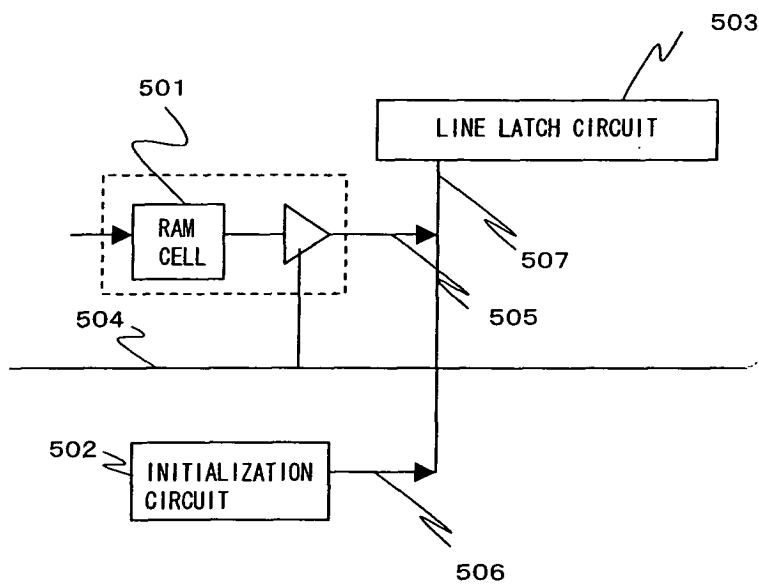 503
501
LINE LATCH CIRCUIT
RAM
CELL
507
505
504
502
INITIALIZATION
CIRCUIT
506